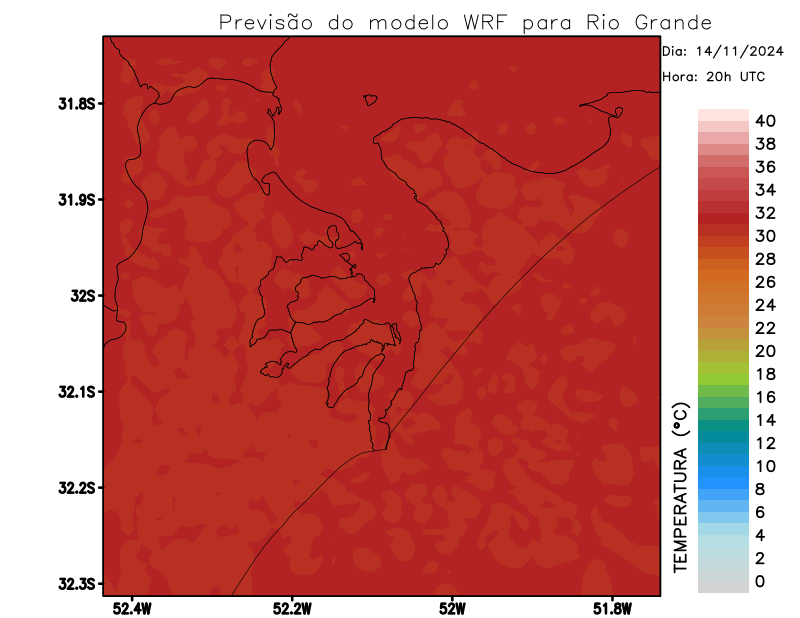 Previsão do modelo WRF para Rio Grande
Dia: 14/11/2024
Hora: 20h UTC
31.8S
31.9S
32S
32.1S
32.2S
32.3S
52.4W
52.2W
52W
51.8W
TEMPERATURA (°C)
40
38
36
34
32
30
28
26
24
22
20
18
16
14
12
10
8
6
4
2
0